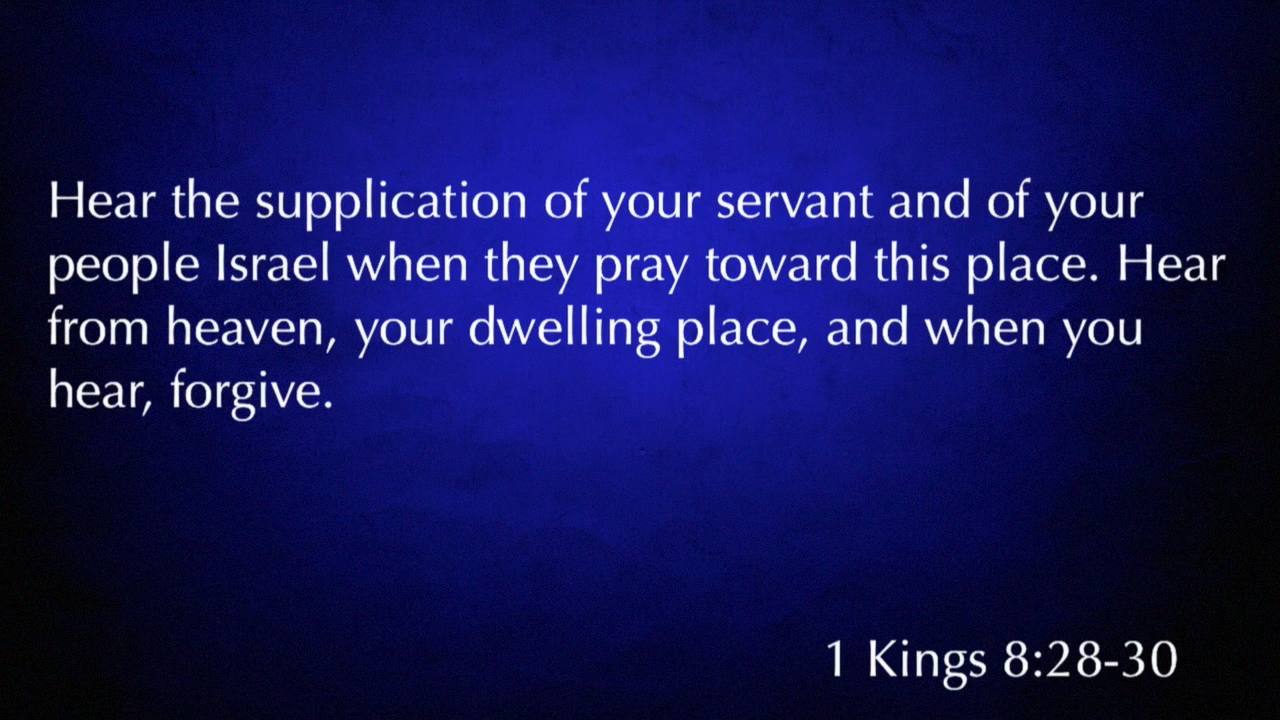 Hear the supplication of your servant and of your
people Israel when they pray toward this place. Hear
from heaven, your dwelling place, and when you
hear, forgive.
1 Kings 8:28-30